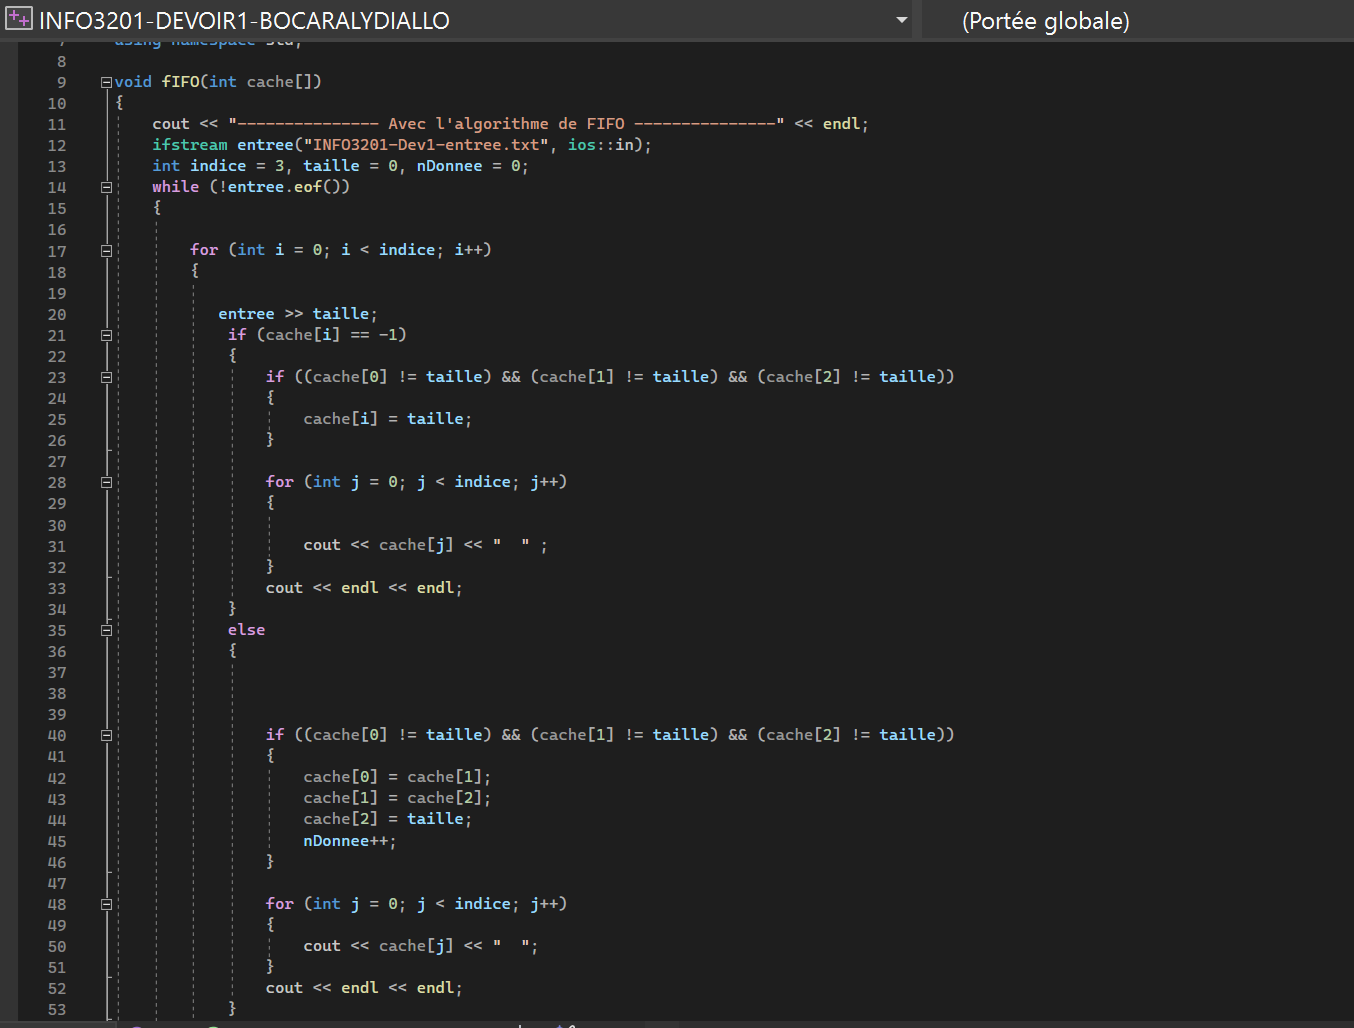 INFO3201-DEVOIR1-BOCARALYDIALLO (Portée globale)
7 using namespace std;
8
9 void fIFO(int cache[])
10 {
11 cout << "--------------- Avec l'algorithme de FIFO ---------------" << endl;
12 ifstream entree("INFO3201-Dev1-entree.txt", ios::in);
13 int indice = 3, taille = 0, nDonnee = 0;
14 while (!entree.eof())
15 {
16
17 for (int i = 0; i < indice; i++)
18 {
19
20 entree >> taille;
21 if (cache[i] == -1)
22 {
23 if ((cache[0] != taille) && (cache[1] != taille) && (cache[2] != taille))
24 {
25 cache[i] = taille;
26 }
27
28 for (int j = 0; j < indice; j++)
29 {
30
31 cout << cache[j] << "  " ;
32 }
33 cout << endl << endl;
34 }
35 else
36 {
37
38
39
40 if ((cache[0] != taille) && (cache[1] != taille) && (cache[2] != taille))
41 {
42 cache[0] = cache[1];
43 cache[1] = cache[2];
44 cache[2] = taille;
45 nDonnee++;
46 }
47
48 for (int j = 0; j < indice; j++)
49 {
50 cout << cache[j] << "  ";
51 }
52 cout << endl << endl;
53 }